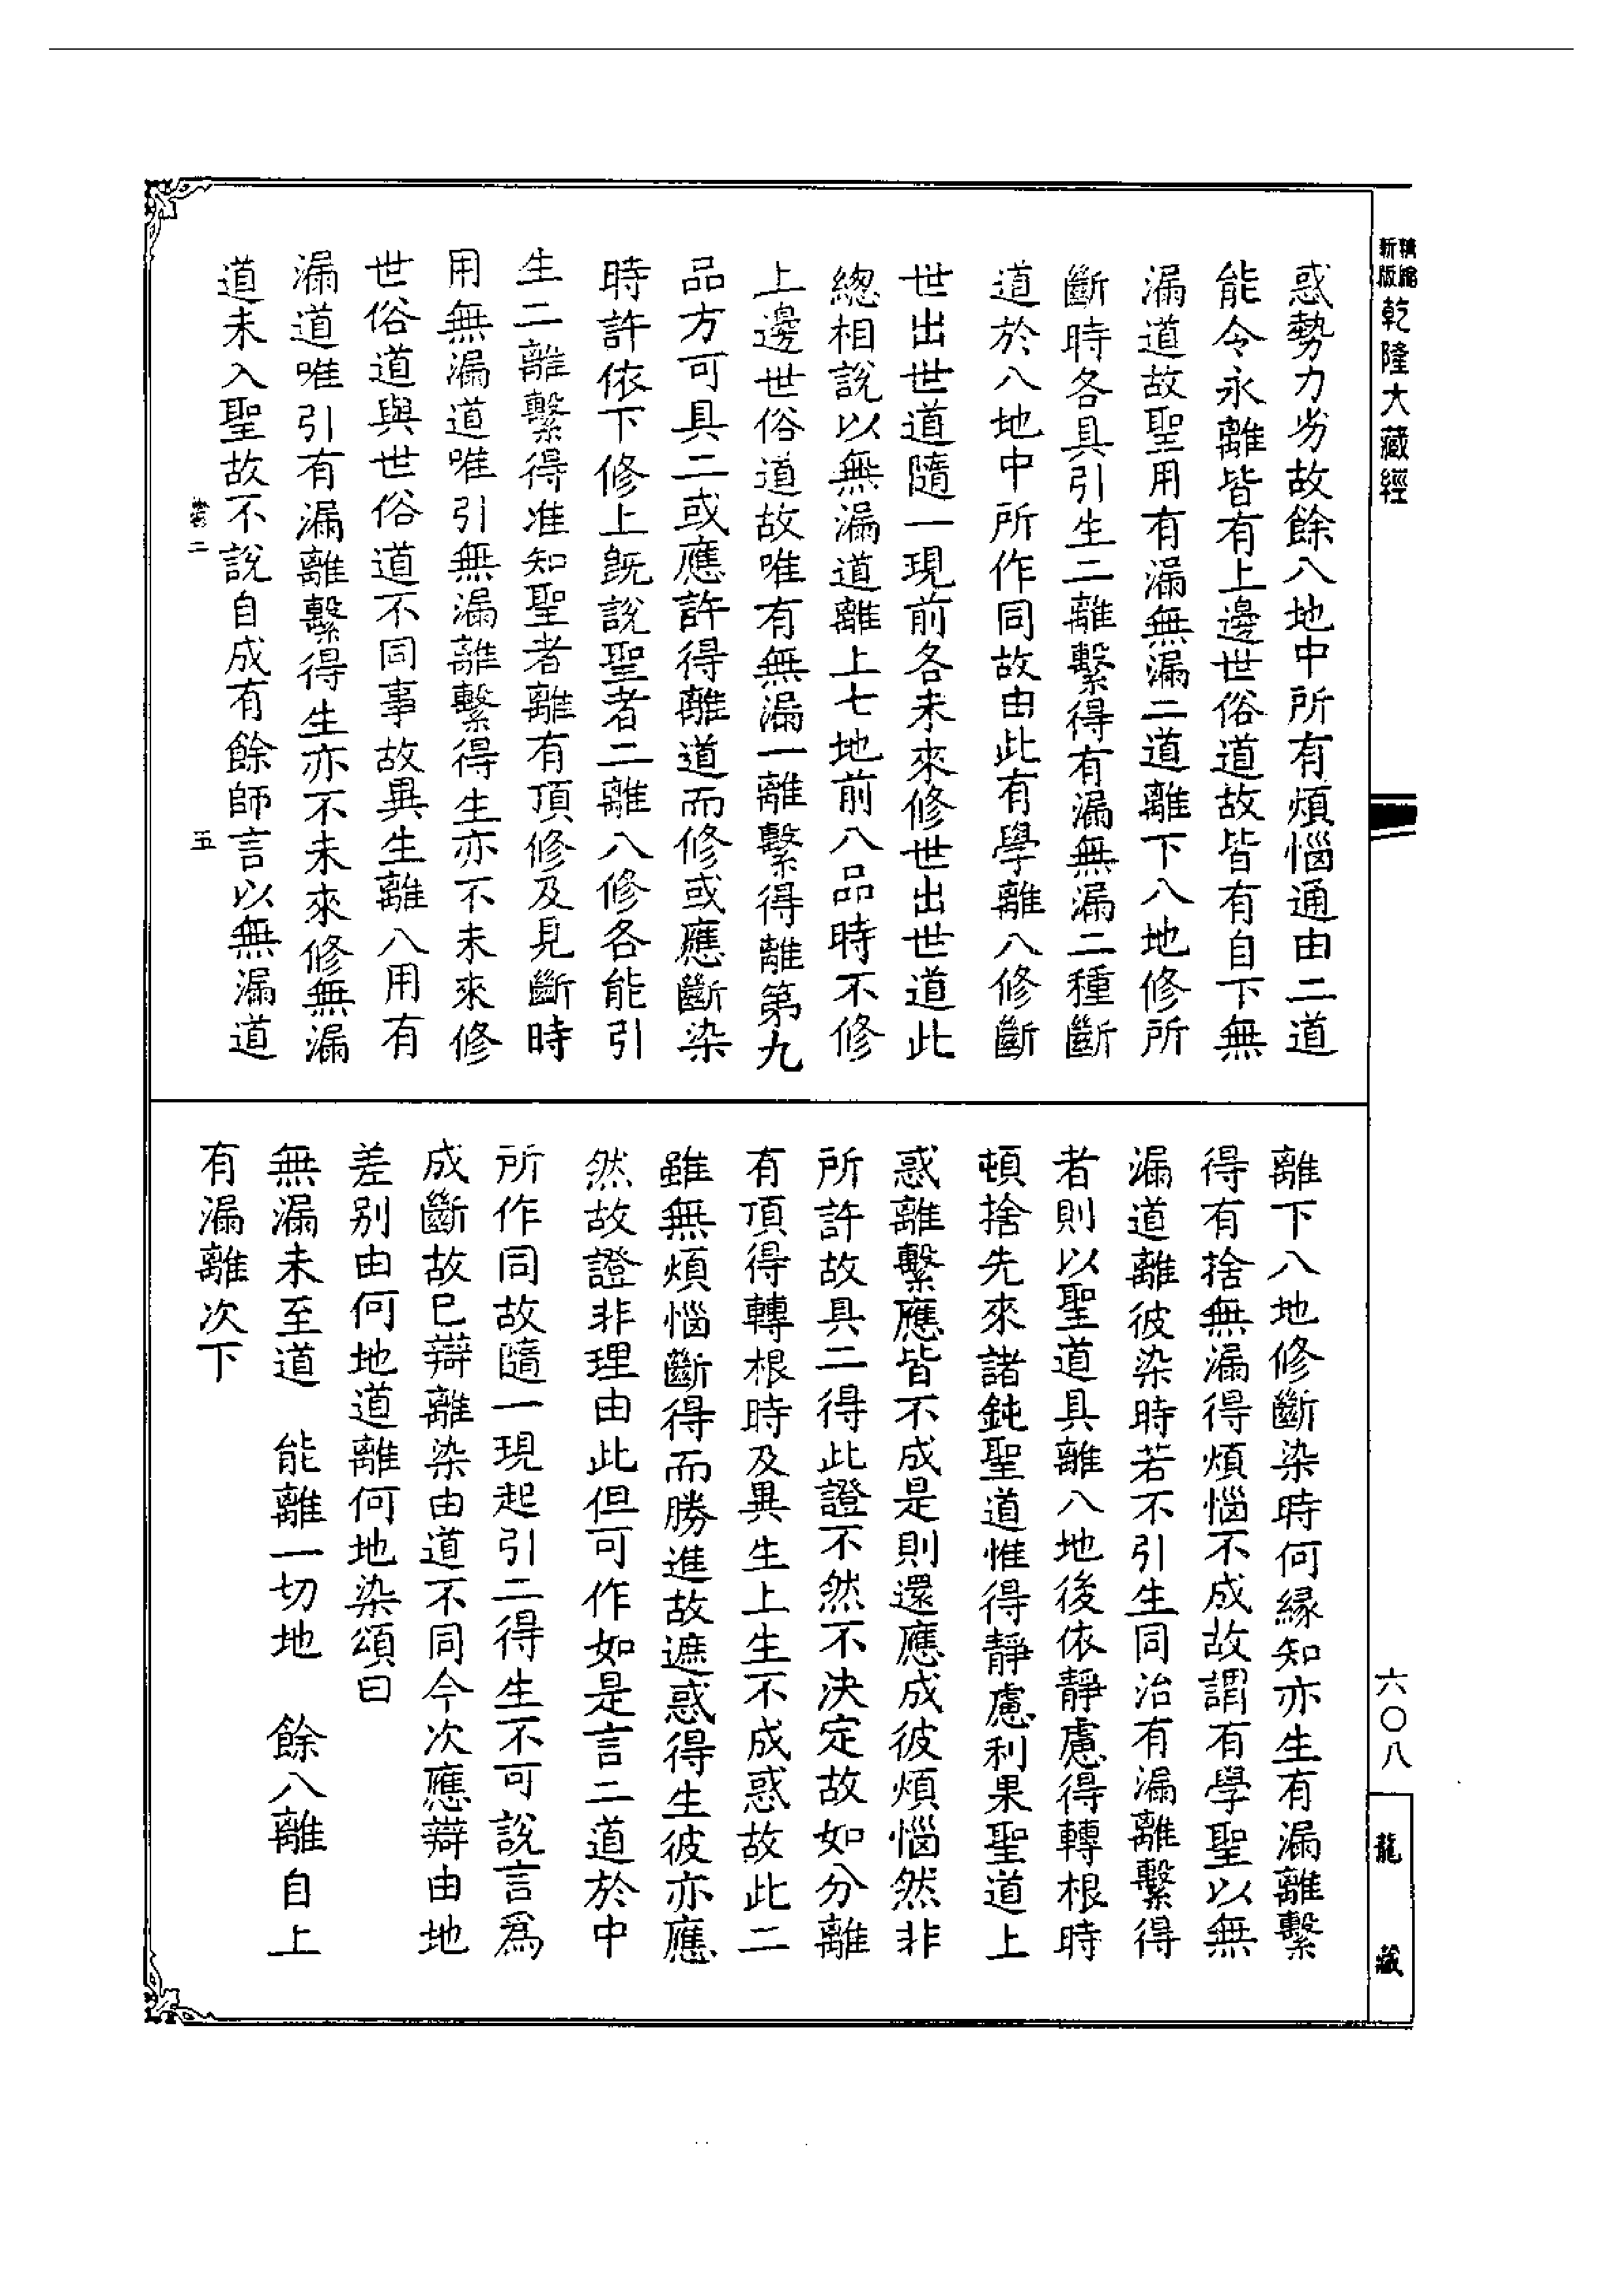 精縮新版乾隆大藏經
惑勢力劣故餘八地中所有煩惱通由二道
能令永離皆有上邊世俗道故皆有自下無
漏道故聖用有漏無漏二道離下八地修所
斷時各具引生二離繫得有漏無漏二種斷
道於八地中所作同故由此有學離八修斷
世出世道隨一現前各未來修世出世道此
總相說以無漏道離上七地前八品時不修
上邊世俗道故唯有無漏一離繫得離第九
品方可具二或應許得離道而修或應斷染
時許依下修上既說聖者二離八修各能引
生二離繫得准知聖者離有頂修及見斷時
用無漏道唯引無漏離繫得生亦不未來修
世俗道與世俗道不同事故異生離八用有
漏道唯引有漏離繫得生亦不未來修無漏
道未入聖故不說自成有餘師言以無漏道
離下八地修斷染時何緣知亦生有漏離繫
得有捨無漏得煩惱不成故謂有學聖以無
漏道離彼染時若不引生同治有漏離繫得
者則以聖道具離八地後依靜慮得轉根時
頓捨先來諸鈍聖道惟得靜慮利果聖道上
惑離繫應皆不成是則還應成彼煩惱然非
所許故具二得此證不然不決定故如分離
有頂得轉根時及異生上生不成惑故此二
雖無煩惱斷得而勝進故遮惑得生彼亦應
然故證非理由此但可作如是言二道於中
所作同故隨一現起引二得生不可說言爲
成斷故已辯離染由道不同今次應辯由地
差別由何地道離何地染頌曰
無漏未至道　能離一切地　餘八離自上
有漏離次下
五
六〇八
龍藏